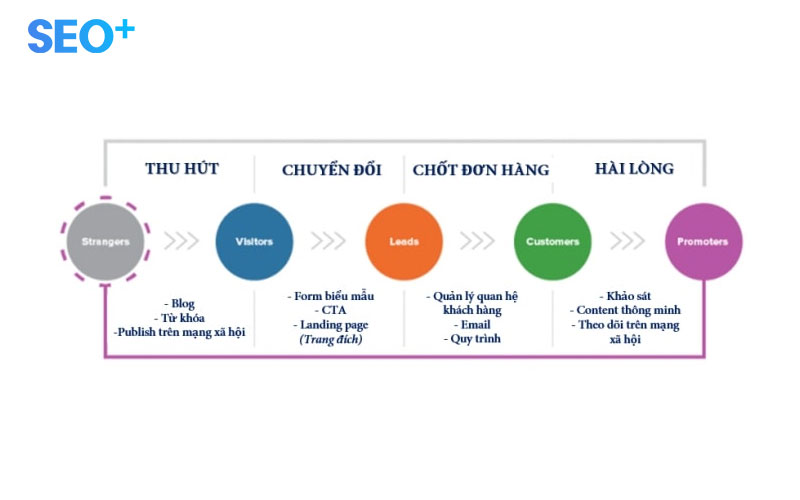 SEO+
THU HÚT
CHUYỂN ĐỔI
CHỐT ĐƠN HÀNG
HÀI LÒNG
Strangers
Visitors
Leads
Customers
Promoters
- Blog
- Từ khóa
-Publish trên mạng xã hội
- Form biểu mẫu
- CTA
- Landing page
(Trang đích)
- Quản lý quan hệ
khách hàng
- Email
- Quy trình
- Khảo sát
- Content thông minh
- Theo dõi trên mạng
xã hội